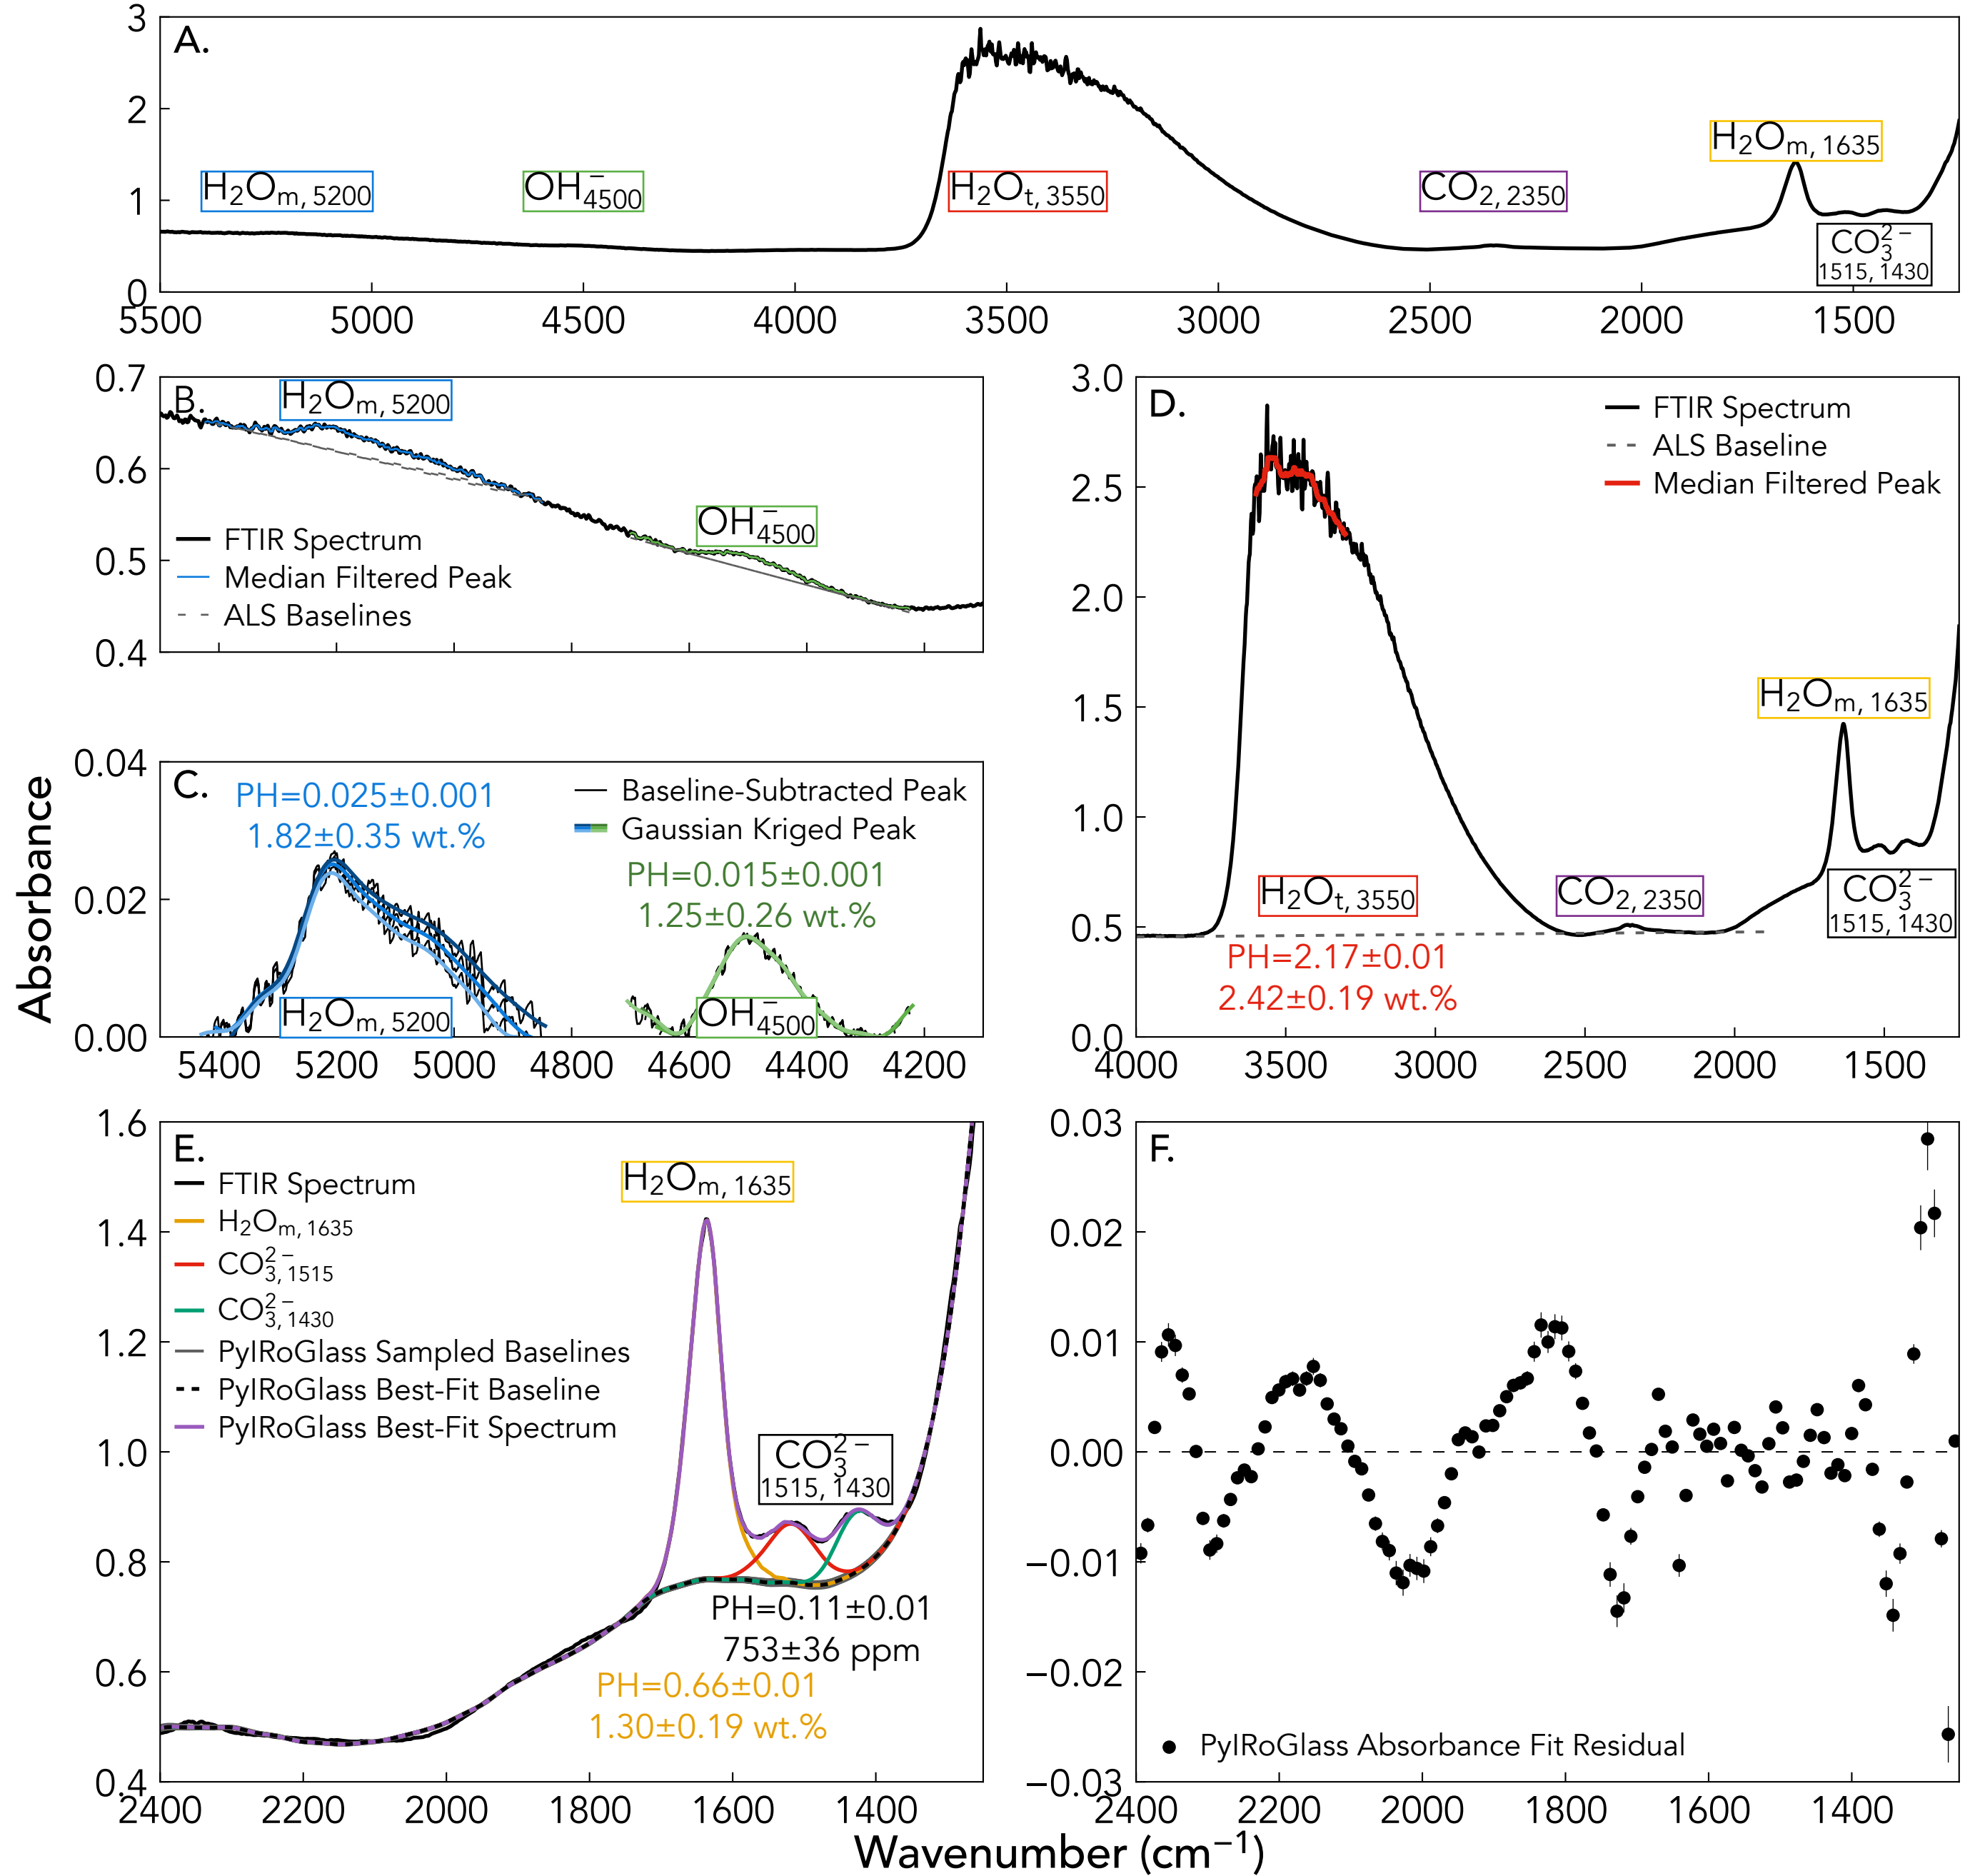 A.
3
2
1
0
H₂Om, 5200
OH⁻4500
H₂Ot, 3550
CO2, 2350
H₂Om, 1635
CO₃²⁻
1515, 1430
5500 5000 4500 4000 3500 3000 2500 2000 1500
B.
0.7
0.6
0.5
0.4
H₂Om, 5200
OH⁻4500
FTIR Spectrum
Median Filtered Peak
ALS Baselines
C.
0.04
0.02
0.00
PH=0.025±0.001
1.82±0.35 wt.%
Baseline-Subtracted Peak
Gaussian Kriged Peak
PH=0.015±0.001
1.25±0.26 wt.%
H₂Om, 5200
OH⁻4500
5400 5200 5000 4800 4600 4400 4200
D.
3.0
2.5
2.0
1.5
1.0
0.5
0.0
FTIR Spectrum
ALS Baseline
Median Filtered Peak
H₂Om, 1635
H₂Ot, 3550
CO2, 2350
CO₃²⁻
1515, 1430
PH=2.17±0.01
2.42±0.19 wt.%
4000 3500 3000 2500 2000 1500
E.
1.6
1.4
1.2
1.0
0.8
0.6
0.4
FTIR Spectrum
H₂Om, 1635
CO²⁻3, 1515
CO²⁻3, 1430
PyIRoGlass Sampled Baselines
PyIRoGlass Best-Fit Baseline
PyIRoGlass Best-Fit Spectrum
H₂Om, 1635
CO₃²⁻
1515, 1430
PH=0.11±0.01
753±36 ppm
PH=0.66±0.01
1.30±0.19 wt.%
2400 2200 2000 1800 1600 1400
F.
0.03
0.02
0.01
0.00
−0.01
−0.02
−0.03
PyIRoGlass Absorbance Fit Residual
2400 2200 2000 1800 1600 1400
Absorbance
Wavenumber (cm⁻¹)